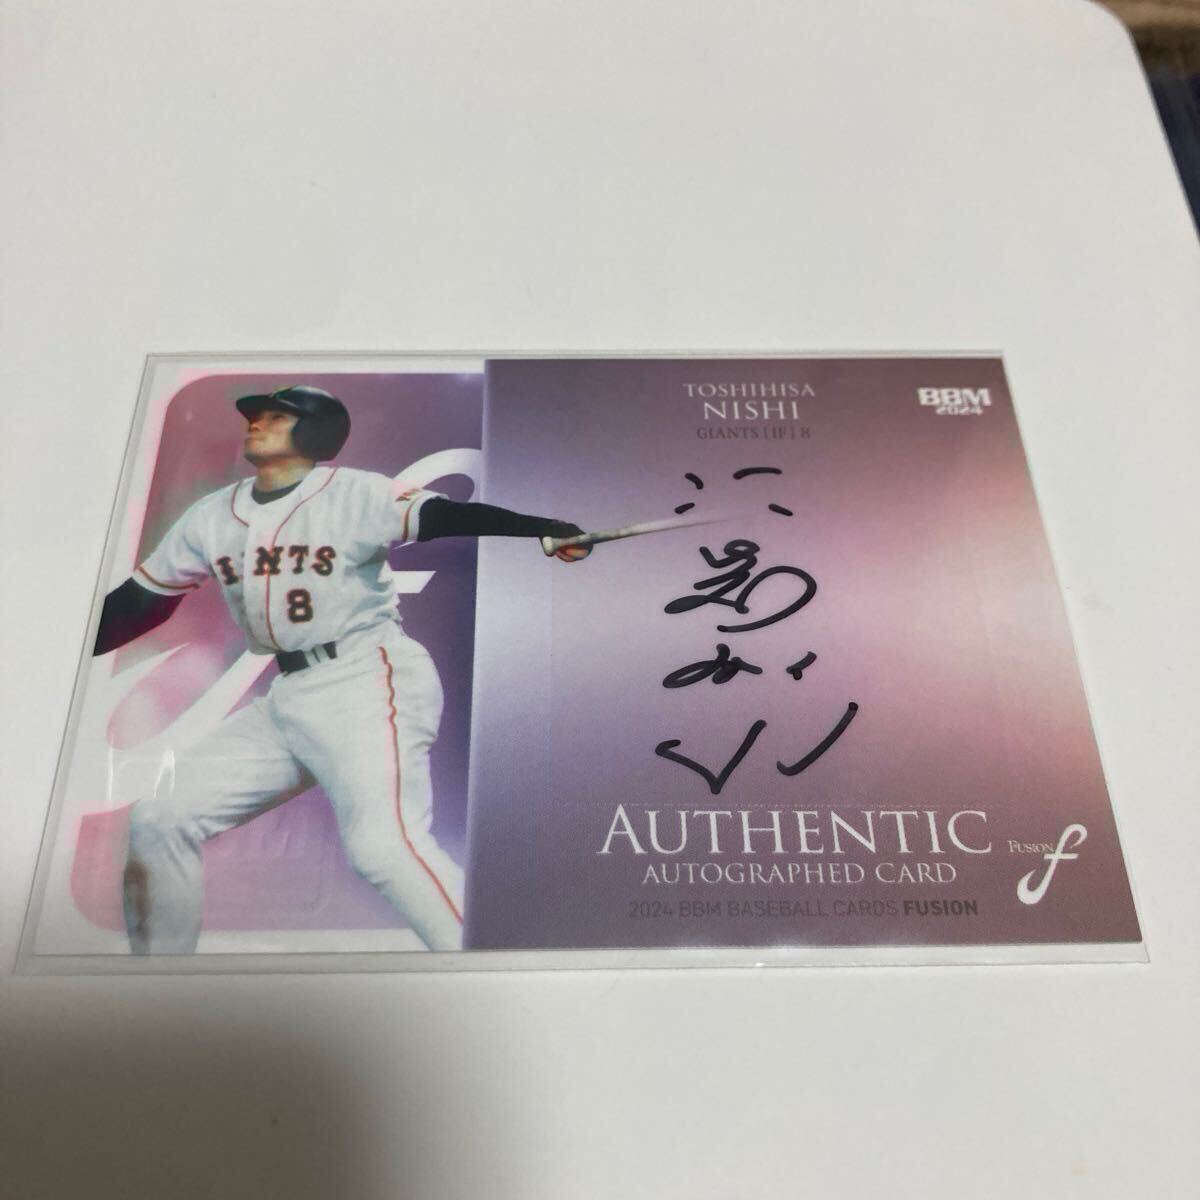 TOSHIHISA
NISHI
GIANTS [IF] 8
BBM
2024
GIANTS
8
AUTHENTIC
AUTOGRAPHED CARD
FUSION f
2024 BBM BASEBALL CARDS FUSION